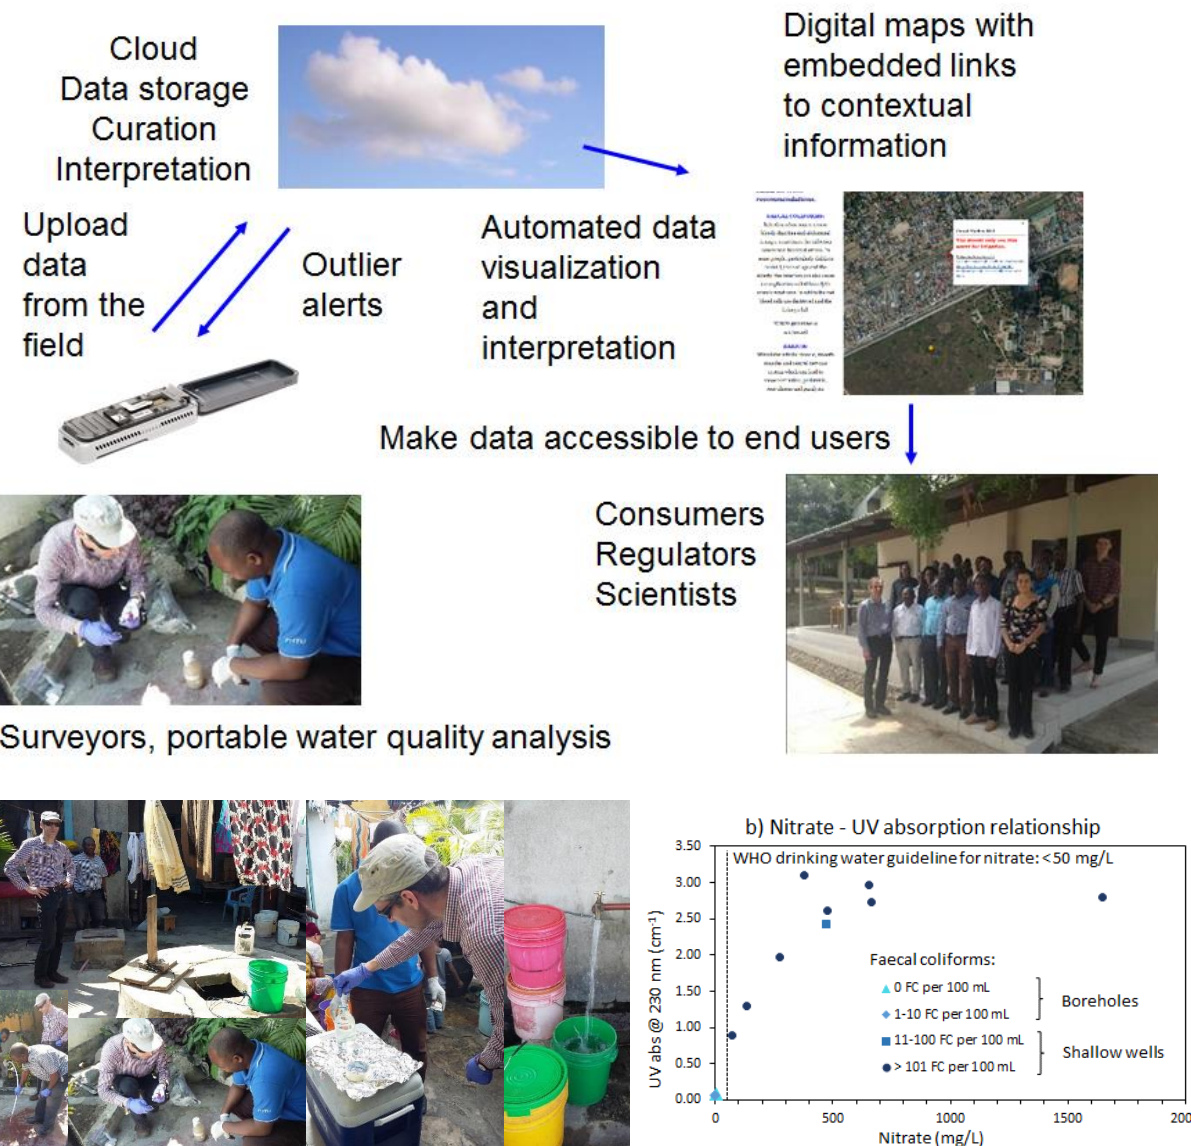 Cloud
Data storage
Curation
Interpretation
Digital maps with
embedded links
to contextual
information
Upload
data
from the
field
Outlier
alerts
Automated data
visualization
and
interpretation
Make data accessible to end users
Consumers
Regulators
Scientists
Surveyors, portable water quality analysis
b) Nitrate - UV absorption relationship
WHO drinking water guideline for nitrate: <50 mg/L
UV abs @ 230 nm (cm-1)
3.50
3.00
2.50
2.00
1.50
1.00
0.50
0.00
Faecal coliforms:
0 FC per 100 mL
1-10 FC per 100 mL
Boreholes
11-100 FC per 100 mL
> 101 FC per 100 mL
Shallow wells
0
500
1000
1500
200
Nitrate (mg/L)